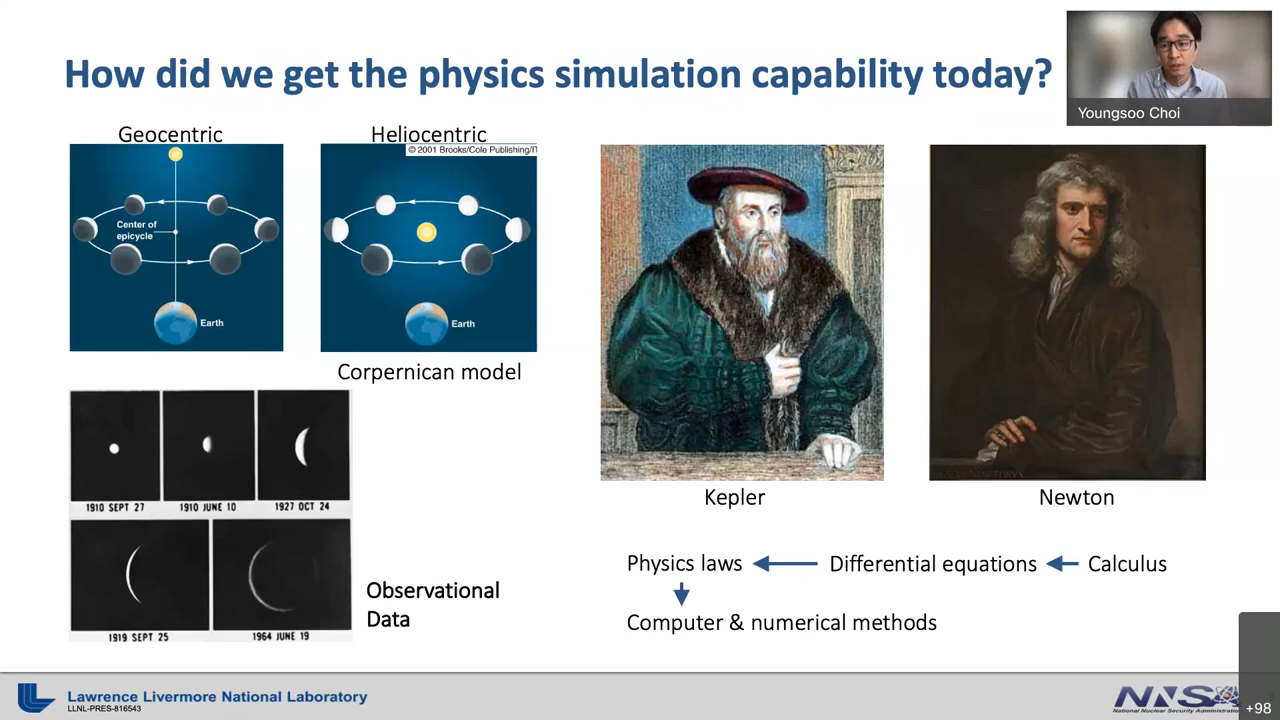 How did we get the physics simulation capability today?
Youngsoo Choi
Geocentric
Heliocentric
© 2001 Brooks/Cole Publishing/IT
Center of
epicycle
Earth
Earth
Corpernican model
1910 SEPT 27
1910 JUNE 10
1927 OCT 24
1919 SEPT 25
1964 JUNE 19
Observational
Data
Kepler
Newton
Physics laws
Differential equations
Calculus
Computer & numerical methods
Lawrence Livermore National Laboratory
LLNL-PRES-816543
NNSA
National Nuclear Security Administration
+98